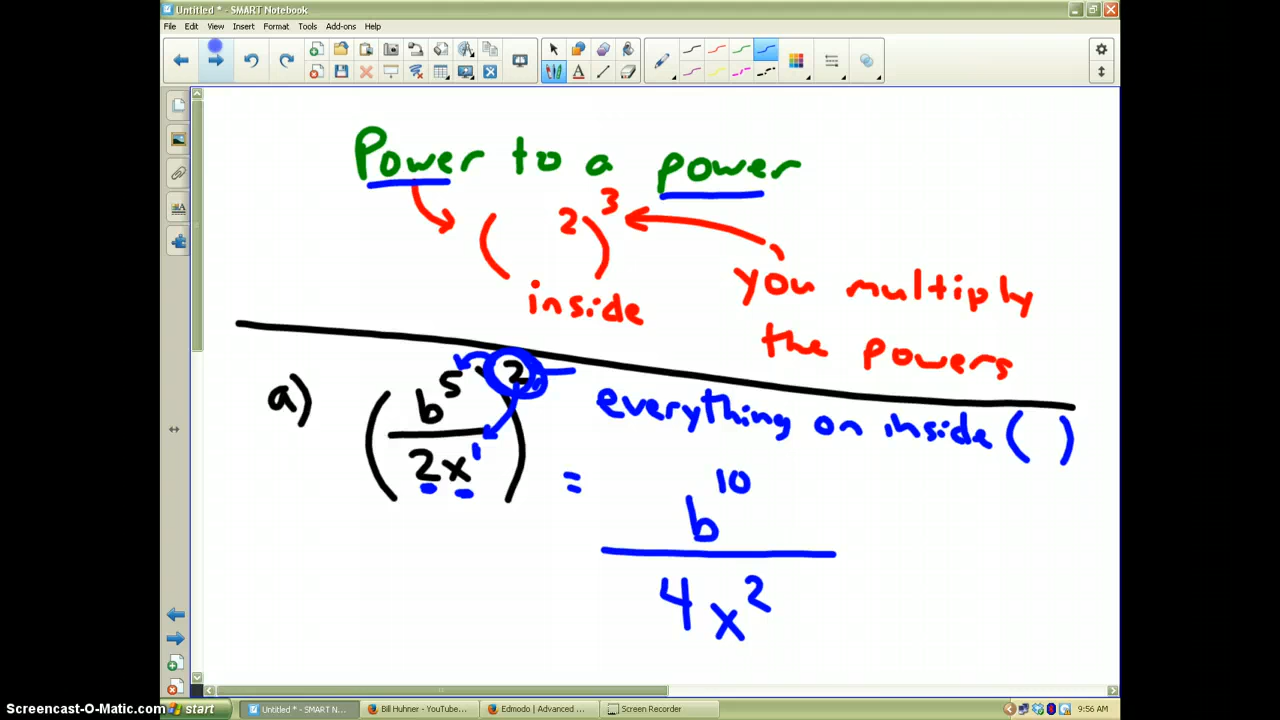 Untitled * - SMART Notebook
File Edit View Insert Format Tools Add-ons Help
Power to a power
( 2)3
inside
you multiply
the powers
a) (b5/2x1)2
everything on inside ( )
= b10/4x2
Screencast-O-Matic.com
start
Untitled * - SMART N...
Bill Huhner - YouTube...
Edmodo | Advanced ...
Screen Recorder
9:56 AM